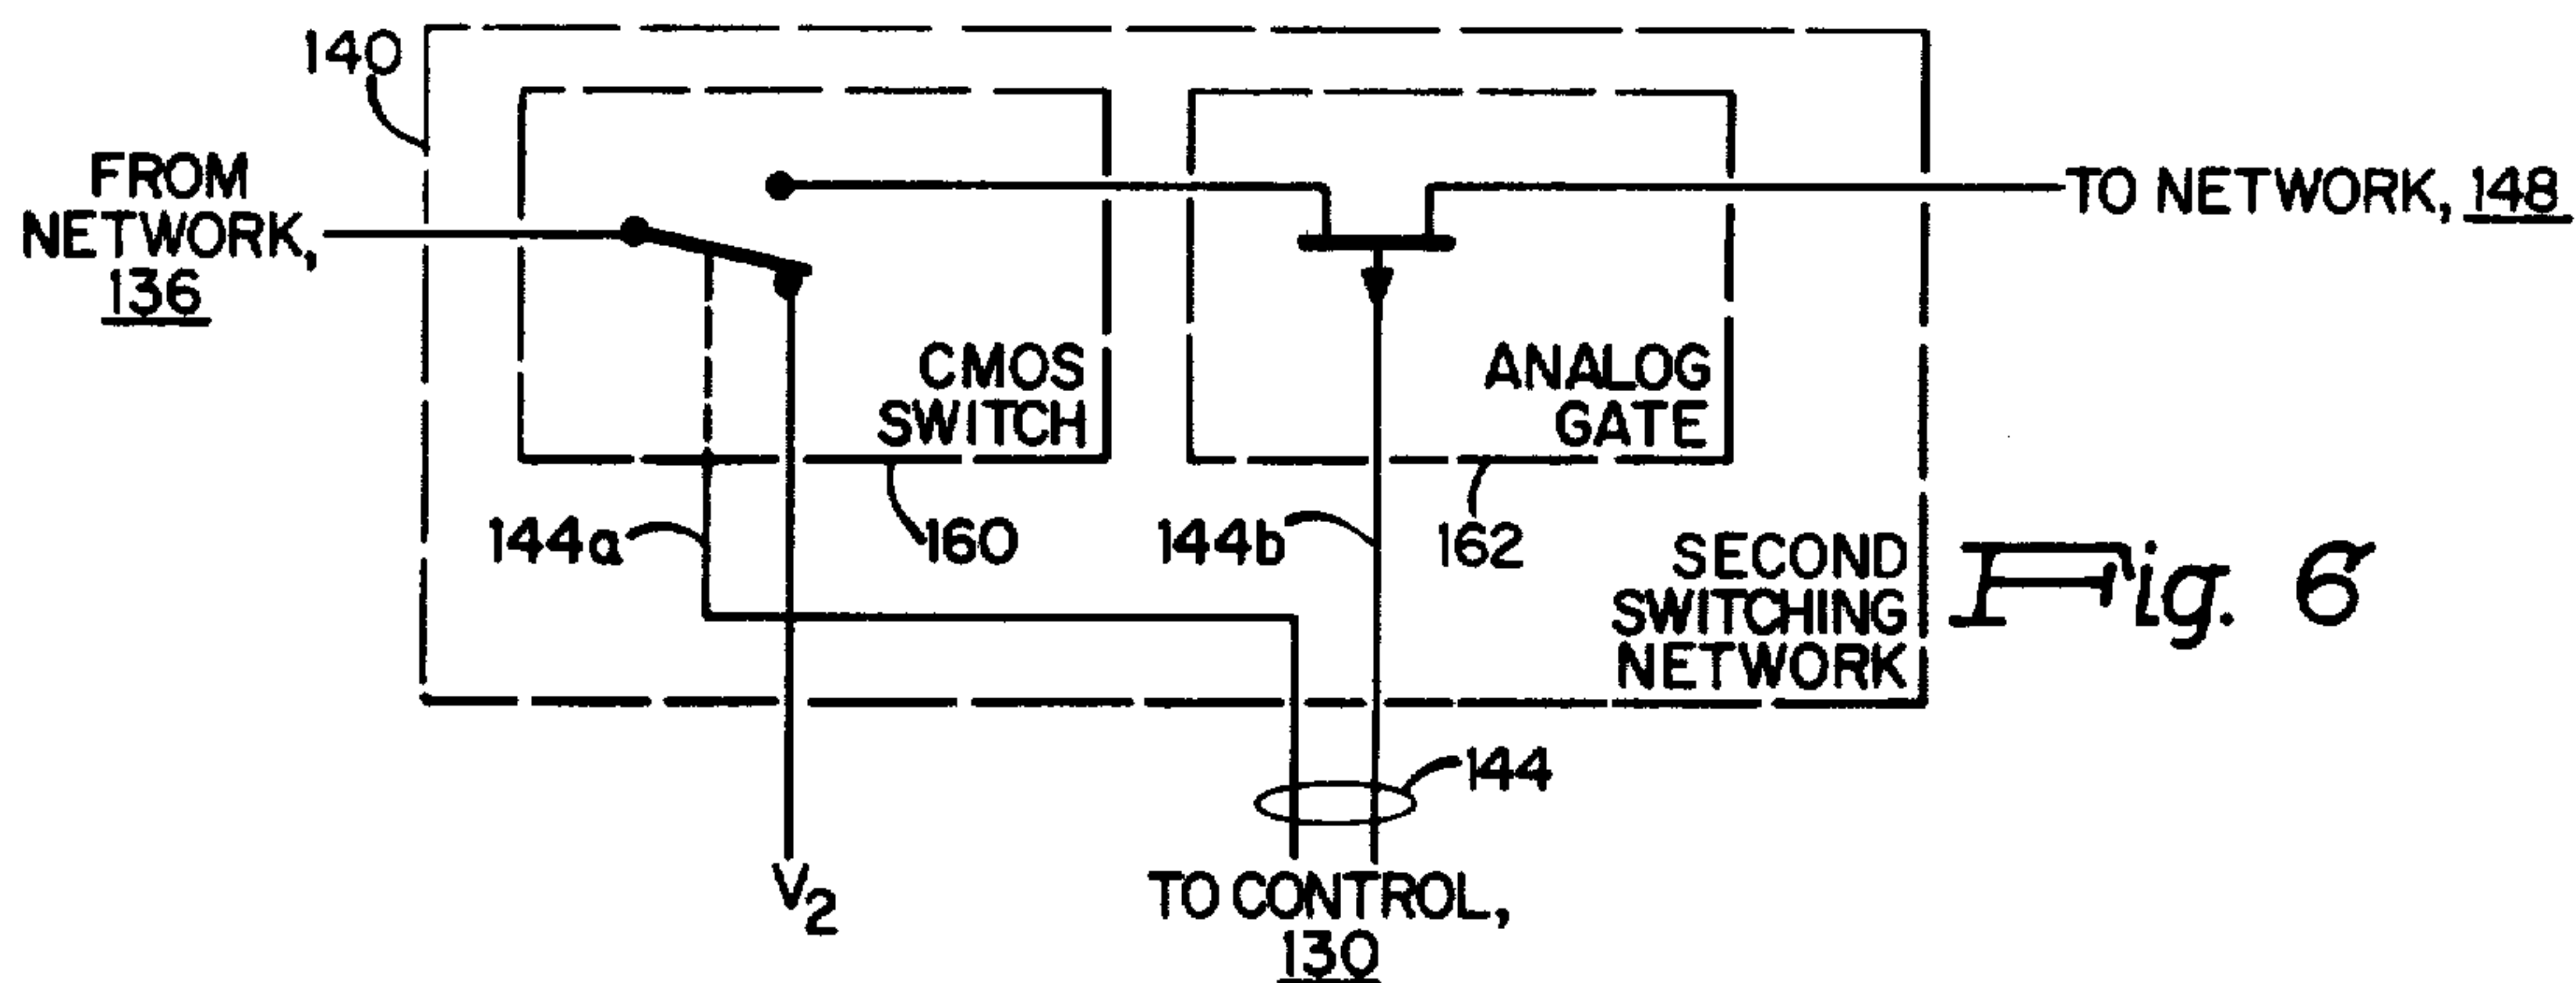 140
FROM
NETWORK,
136
TO NETWORK, 148
CMOS
SWITCH
ANALOG
GATE
144a
160
144b
162
SECOND
SWITCHING
NETWORK
Fig. 6
144
V2
TO CONTROL,
130